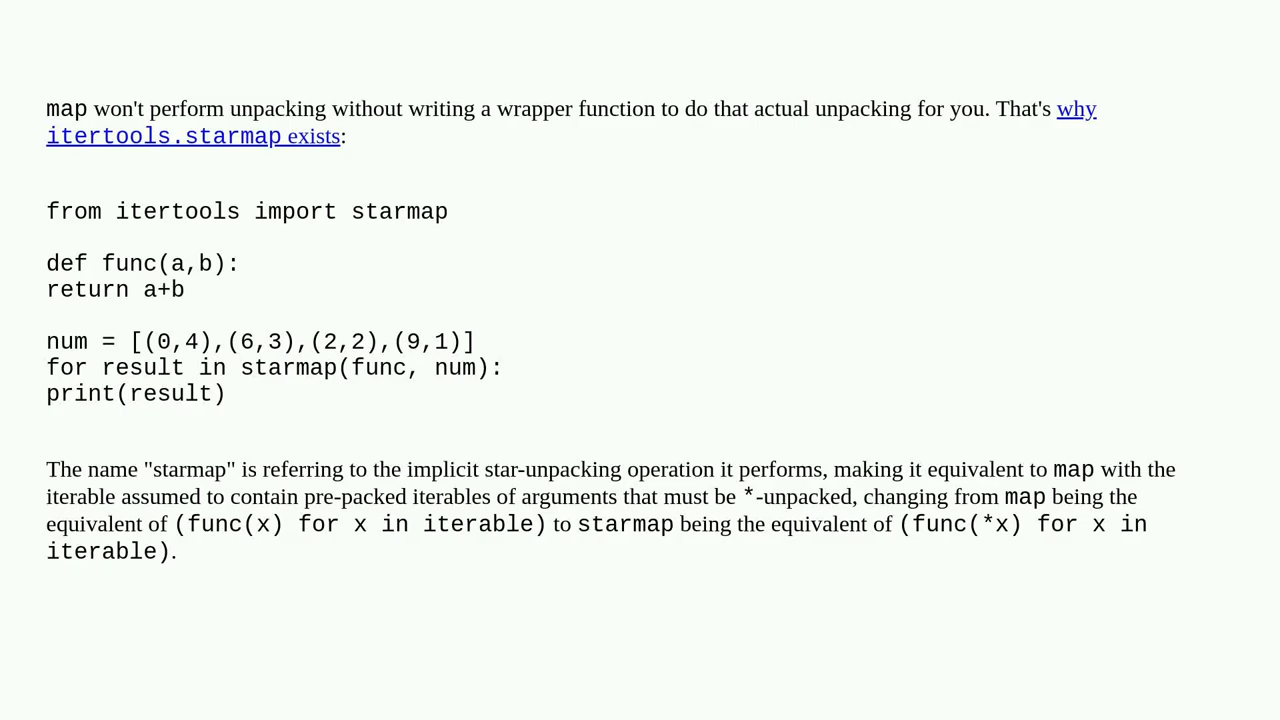 map won't perform unpacking without writing a wrapper function to do that actual unpacking for you. That's why
itertools.starmap exists:
from itertools import starmap
def func(a,b):
return a+b
num = [(0,4),(6,3),(2,2),(9,1)]
for result in starmap(func, num):
print(result)
The name "starmap" is referring to the implicit star-unpacking operation it performs, making it equivalent to map with the
iterable assumed to contain pre-packed iterables of arguments that must be *-unpacked, changing from map being the
equivalent of (func(x) for x in iterable) to starmap being the equivalent of (func(*x) for x in
iterable).